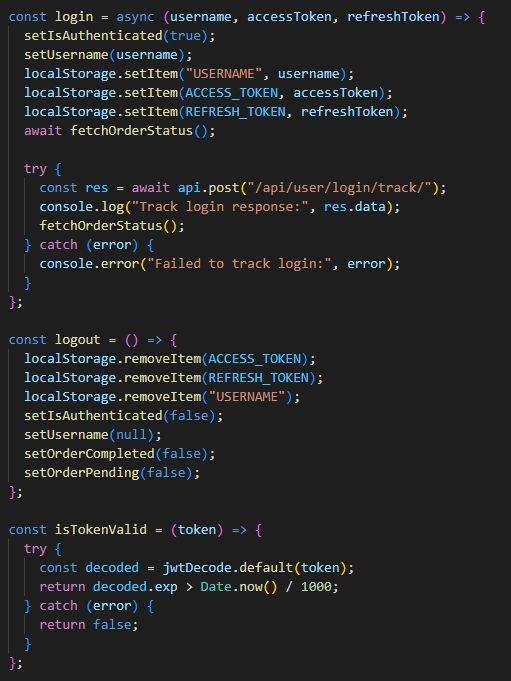 const login = async (username, accessToken, refreshToken) => {
  setIsAuthenticated(true);
  setUsername(username);
  localStorage.setItem("USERNAME", username);
  localStorage.setItem(ACCESS_TOKEN, accessToken);
  localStorage.setItem(REFRESH_TOKEN, refreshToken);
  await fetchOrderStatus();

  try {
    const res = await api.post("/api/user/login/track/");
    console.log("Track login response:", res.data);
    fetchOrderStatus();
  } catch (error) {
    console.error("Failed to track login:", error);
  }
};

const logout = () => {
  localStorage.removeItem(ACCESS_TOKEN);
  localStorage.removeItem(REFRESH_TOKEN);
  localStorage.removeItem("USERNAME");
  setIsAuthenticated(false);
  setUsername(null);
  setOrderCompleted(false);
  setOrderPending(false);
};

const isTokenValid = (token) => {
  try {
    const decoded = jwtDecode.default(token);
    return decoded.exp > Date.now() / 1000;
  } catch (error) {
    return false;
  }
};